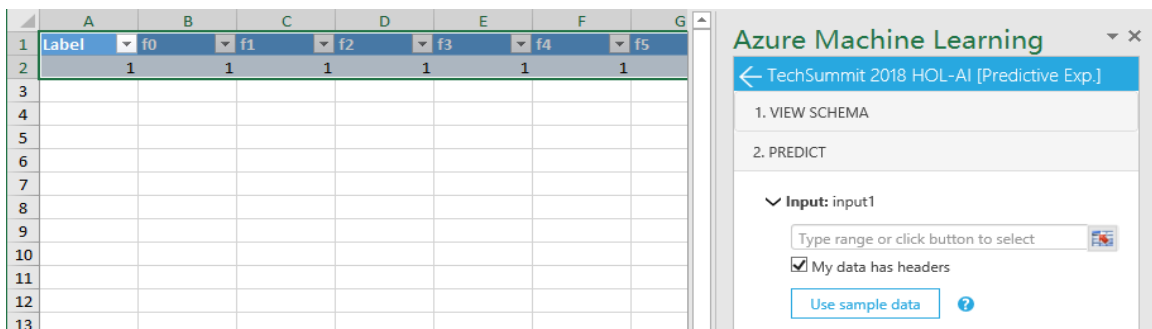 A B C D E F G
1 Label f0 f1 f2 f3 f4 f5
2 1 1 1 1 1 1
3
4
5
6
7
8
9
10
11
12
13
Azure Machine Learning
TechSummit 2018 HOL-AI [Predictive Exp.]
1. VIEW SCHEMA
2. PREDICT
Input: input1
Type range or click button to select
My data has headers
Use sample data ?